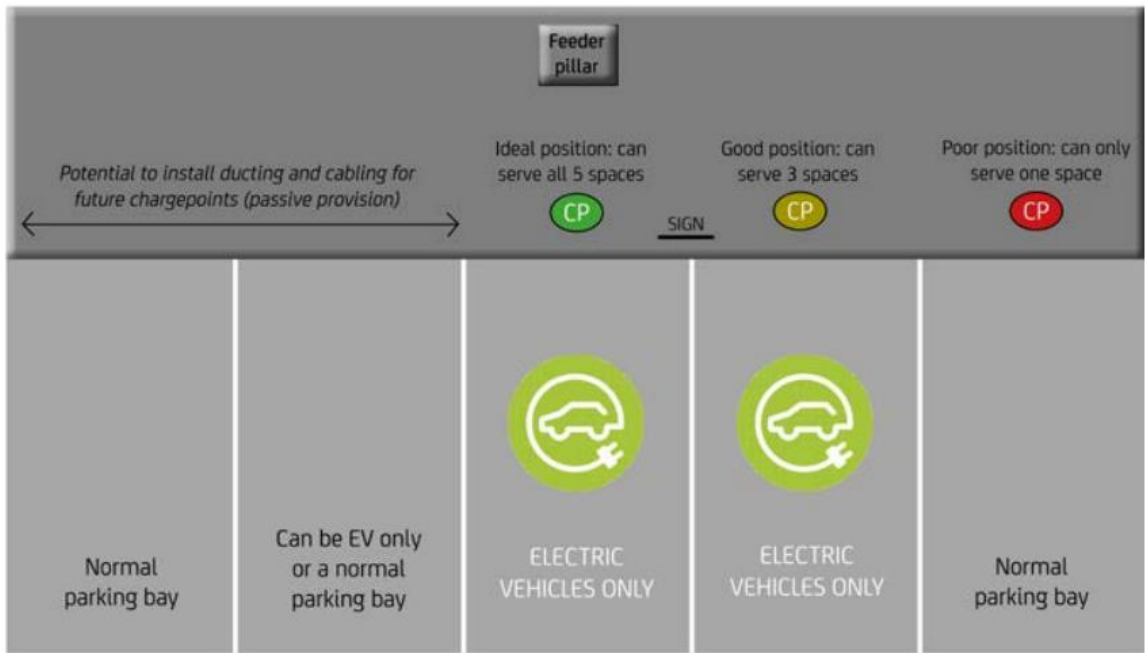 Feeder
pillar
Potential to install ducting and cabling for
future chargepoints (passive provision)
Ideal position: can
serve all 5 spaces
CP
SIGN
Good position: can
serve 3 spaces
CP
Poor position: can only
serve one space
CP
Normal
parking bay
Can be EV only
or a normal
parking bay
ELECTRIC
VEHICLES ONLY
ELECTRIC
VEHICLES ONLY
Normal
parking bay